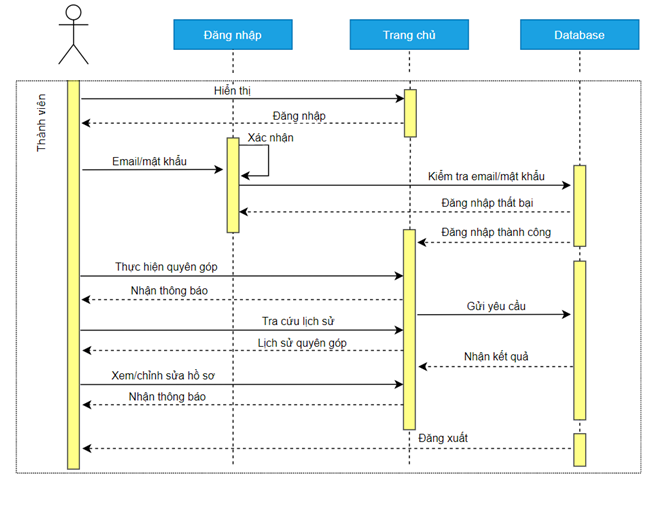 Đăng nhập
Trang chủ
Database
Thành viên
Hiển thị
Đăng nhập
Xác nhận
Email/mật khẩu
Kiểm tra email/mật khẩu
Đăng nhập thất bại
Đăng nhập thành công
Thực hiện quyên góp
Nhận thông báo
Gửi yêu cầu
Tra cứu lịch sử
Lịch sử quyên góp
Nhận kết quả
Xem/chỉnh sửa hồ sơ
Nhận thông báo
Đăng xuất